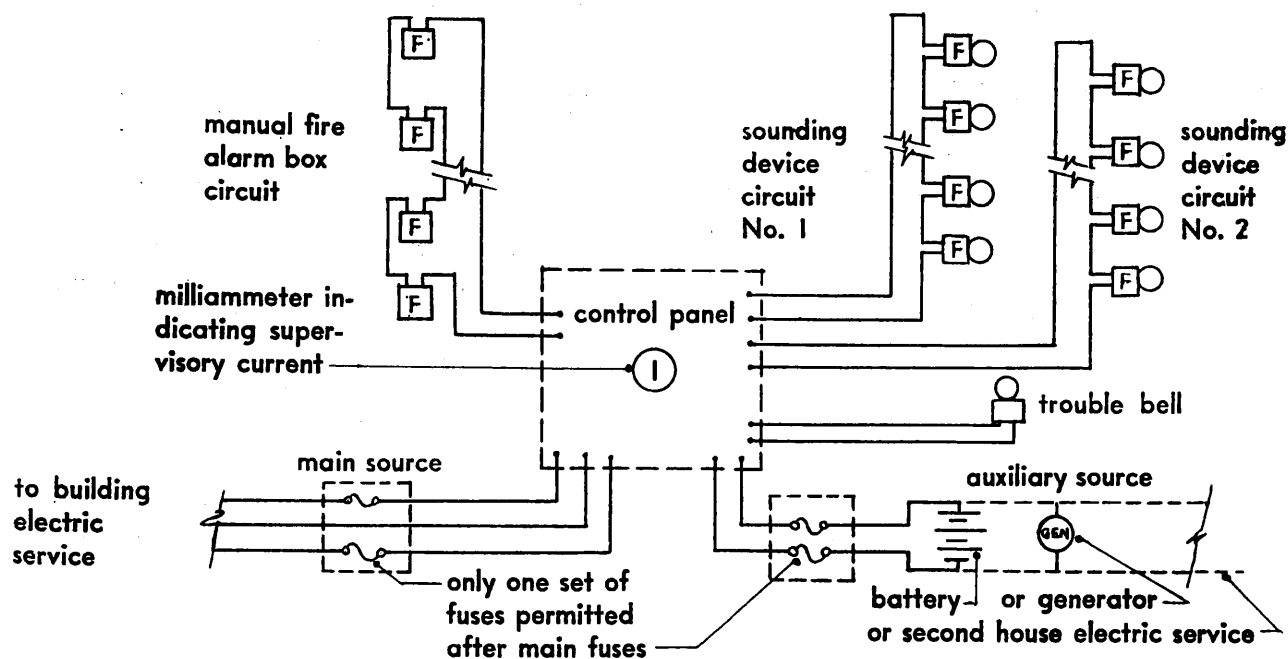 F
F
F
F
manual fire
alarm box
circuit
F
F
F
F
sounding
device
circuit
No. 1
F
F
F
F
sounding
device
circuit
No. 2
milliammeter in-
dicating super-
visory current
control panel
I
trouble bell
main source
to building
electric
service
auxiliary source
GEN
only one set of
fuses permitted
after main fuses
battery or generator
or second house electric service